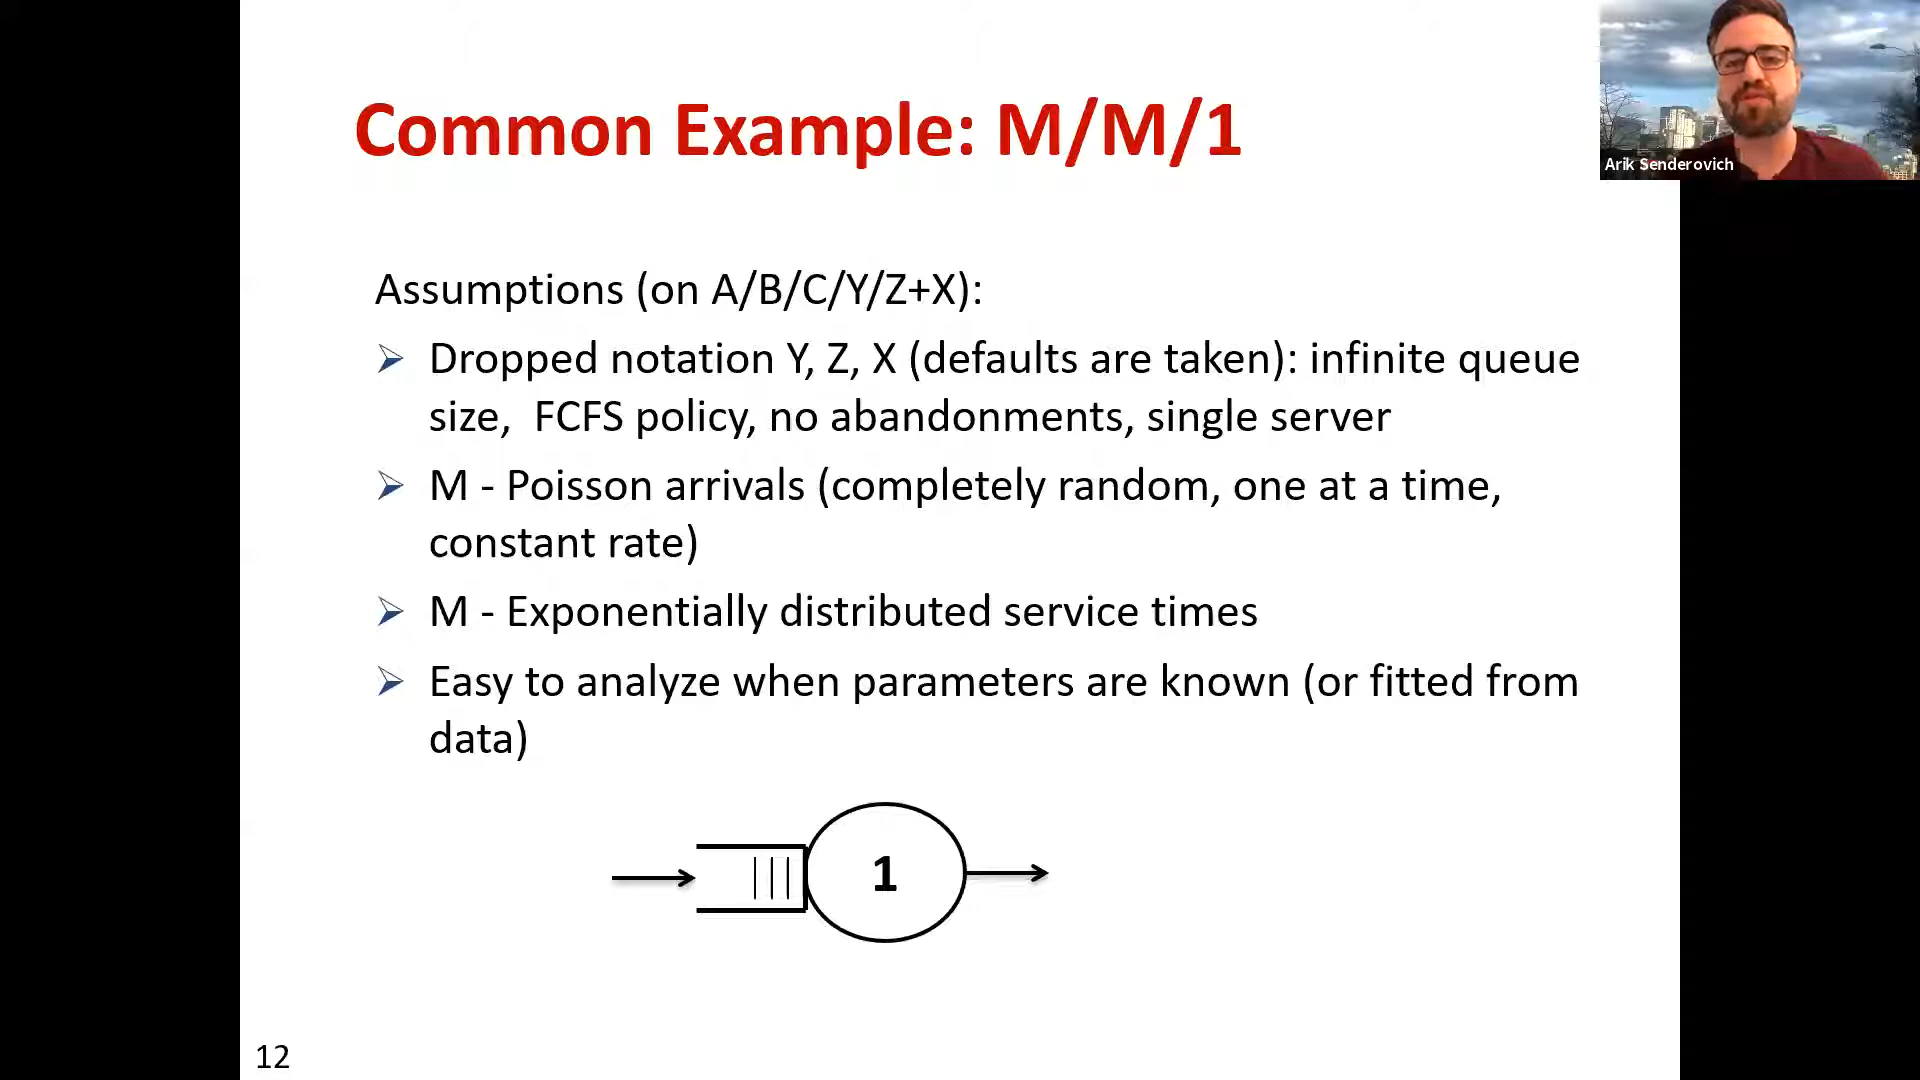 Common Example: M/M/1
Arik Senderovich
Assumptions (on A/B/C/Y/Z+X):
Dropped notation Y, Z, X (defaults are taken): infinite queue
size, FCFS policy, no abandonments, single server
M - Poisson arrivals (completely random, one at a time,
constant rate)
M - Exponentially distributed service times
Easy to analyze when parameters are known (or fitted from
data)
1
12